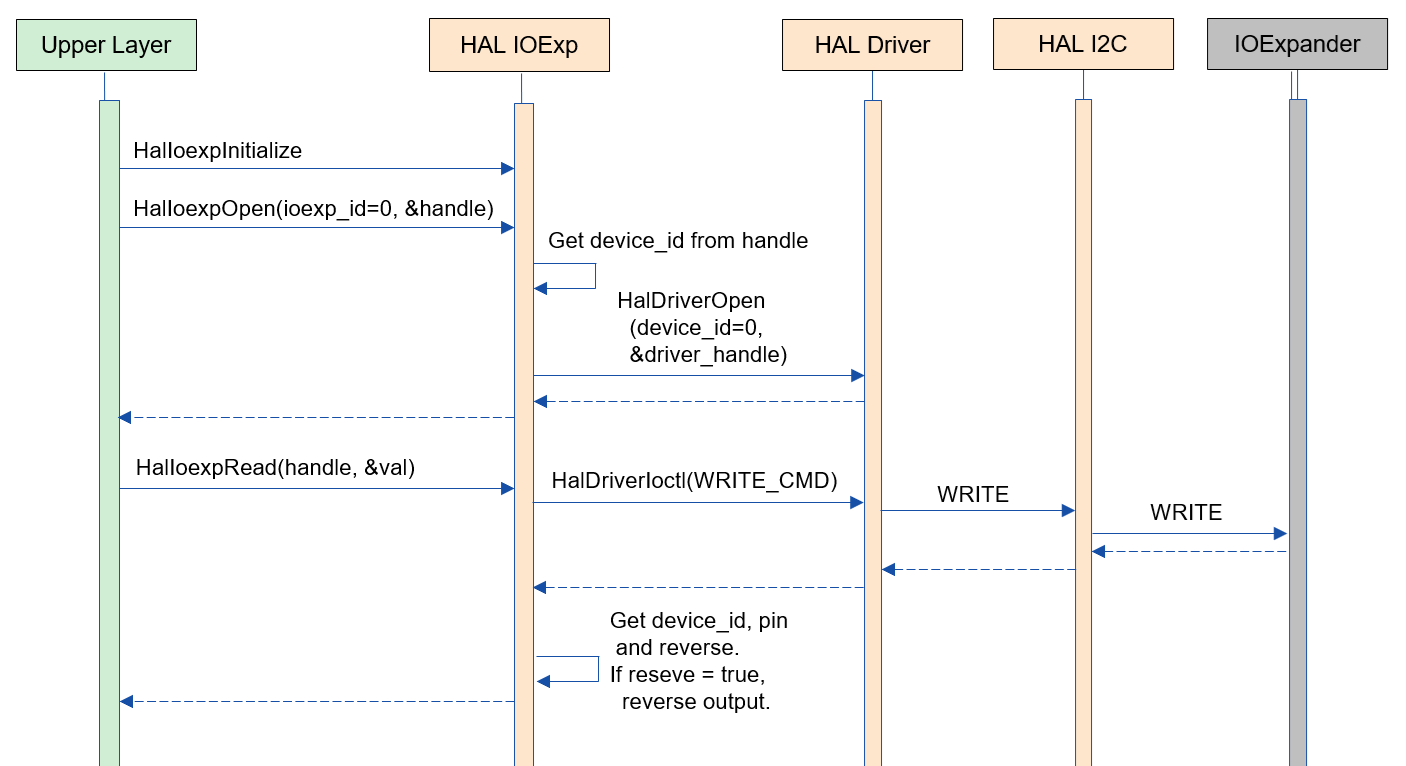 Upper Layer
HAL IOExp
HAL Driver
HAL I2C
IOExpander
HalIoexpInitialize
HalIoexpOpen(ioexp_id=0, &handle)
Get device_id from handle
HalDriverOpen
(device_id=0,
&driver_handle)
HalIoexpRead(handle, &val)
HalDriverIoctl(WRITE_CMD)
WRITE
WRITE
Get device_id, pin
and reverse.
If reseve = true,
reverse output.